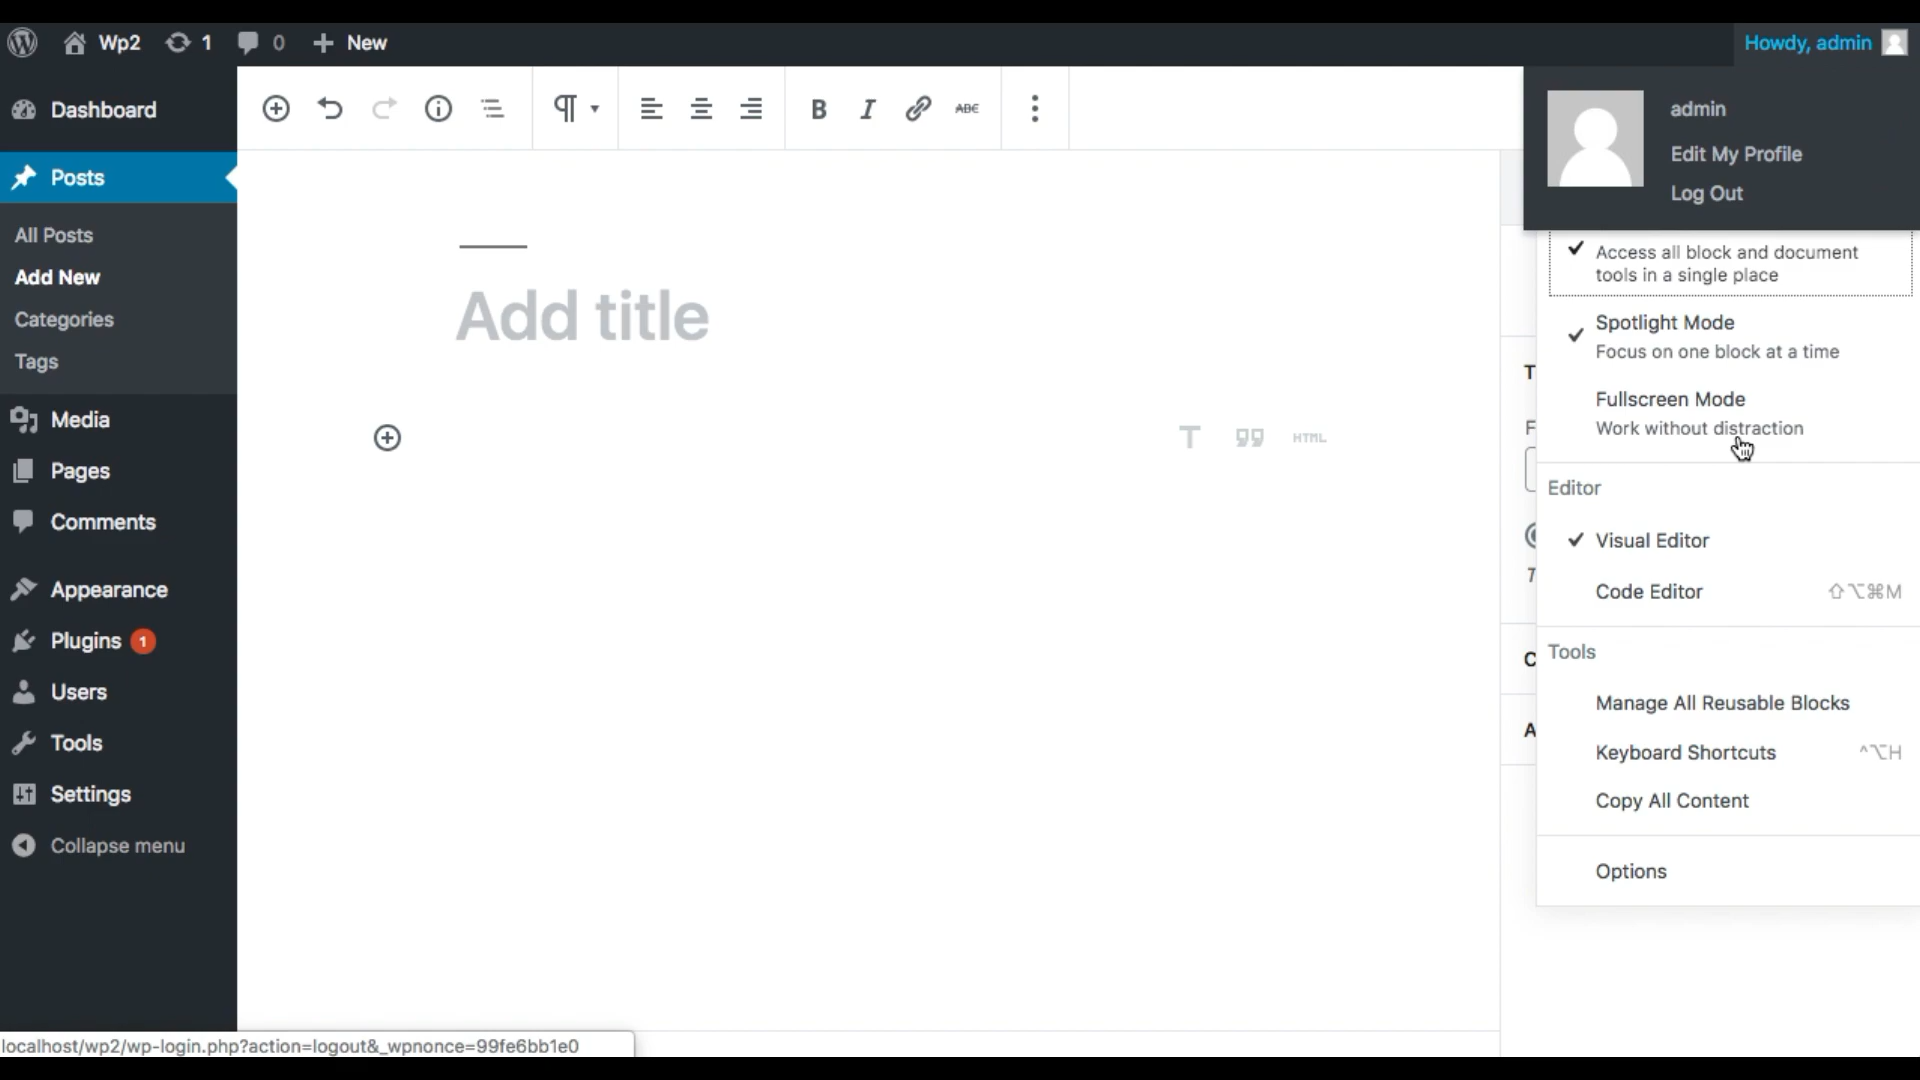 Wp2 1 0 New
Howdy, admin
Dashboard
Posts
All Posts
Add New
Categories
Tags
Media
Pages
Comments
Appearance
Plugins 1
Users
Tools
Settings
Collapse menu
B I ABC
Add title
T HTML
admin
Edit My Profile
Log Out
Access all block and document
tools in a single place
Spotlight Mode
Focus on one block at a time
Fullscreen Mode
Work without distraction
Editor
Visual Editor
Code Editor ⇧⌥⌘M
Tools
Manage All Reusable Blocks
Keyboard Shortcuts ^⌥H
Copy All Content
Options
T
F
T
C
A
localhost/wp2/wp-login.php?action=logout&_wpnonce=99fe6bb1e0